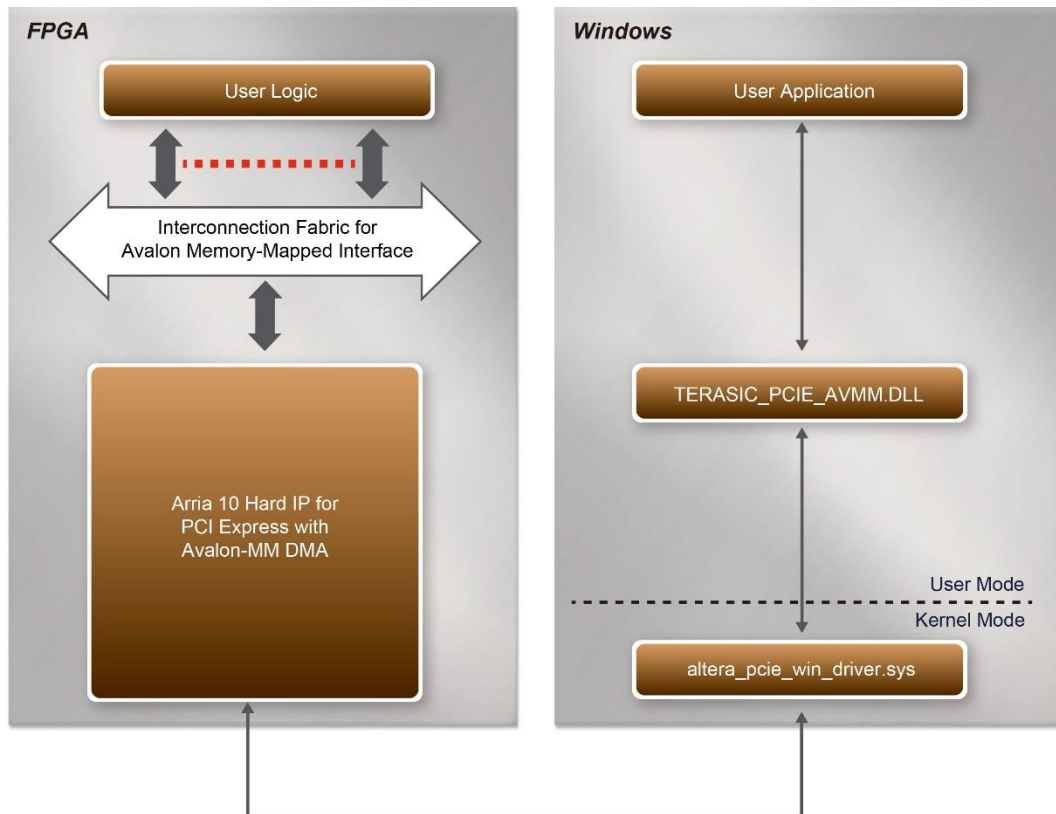 FPGA
User Logic
Interconnection Fabric for
Avalon Memory-Mapped Interface
Arria 10 Hard IP for
PCI Express with
Avalon-MM DMA
Windows
User Application
TERASIC_PCIE_AVMM.DLL
User Mode
Kernel Mode
altera_pcie_win_driver.sys